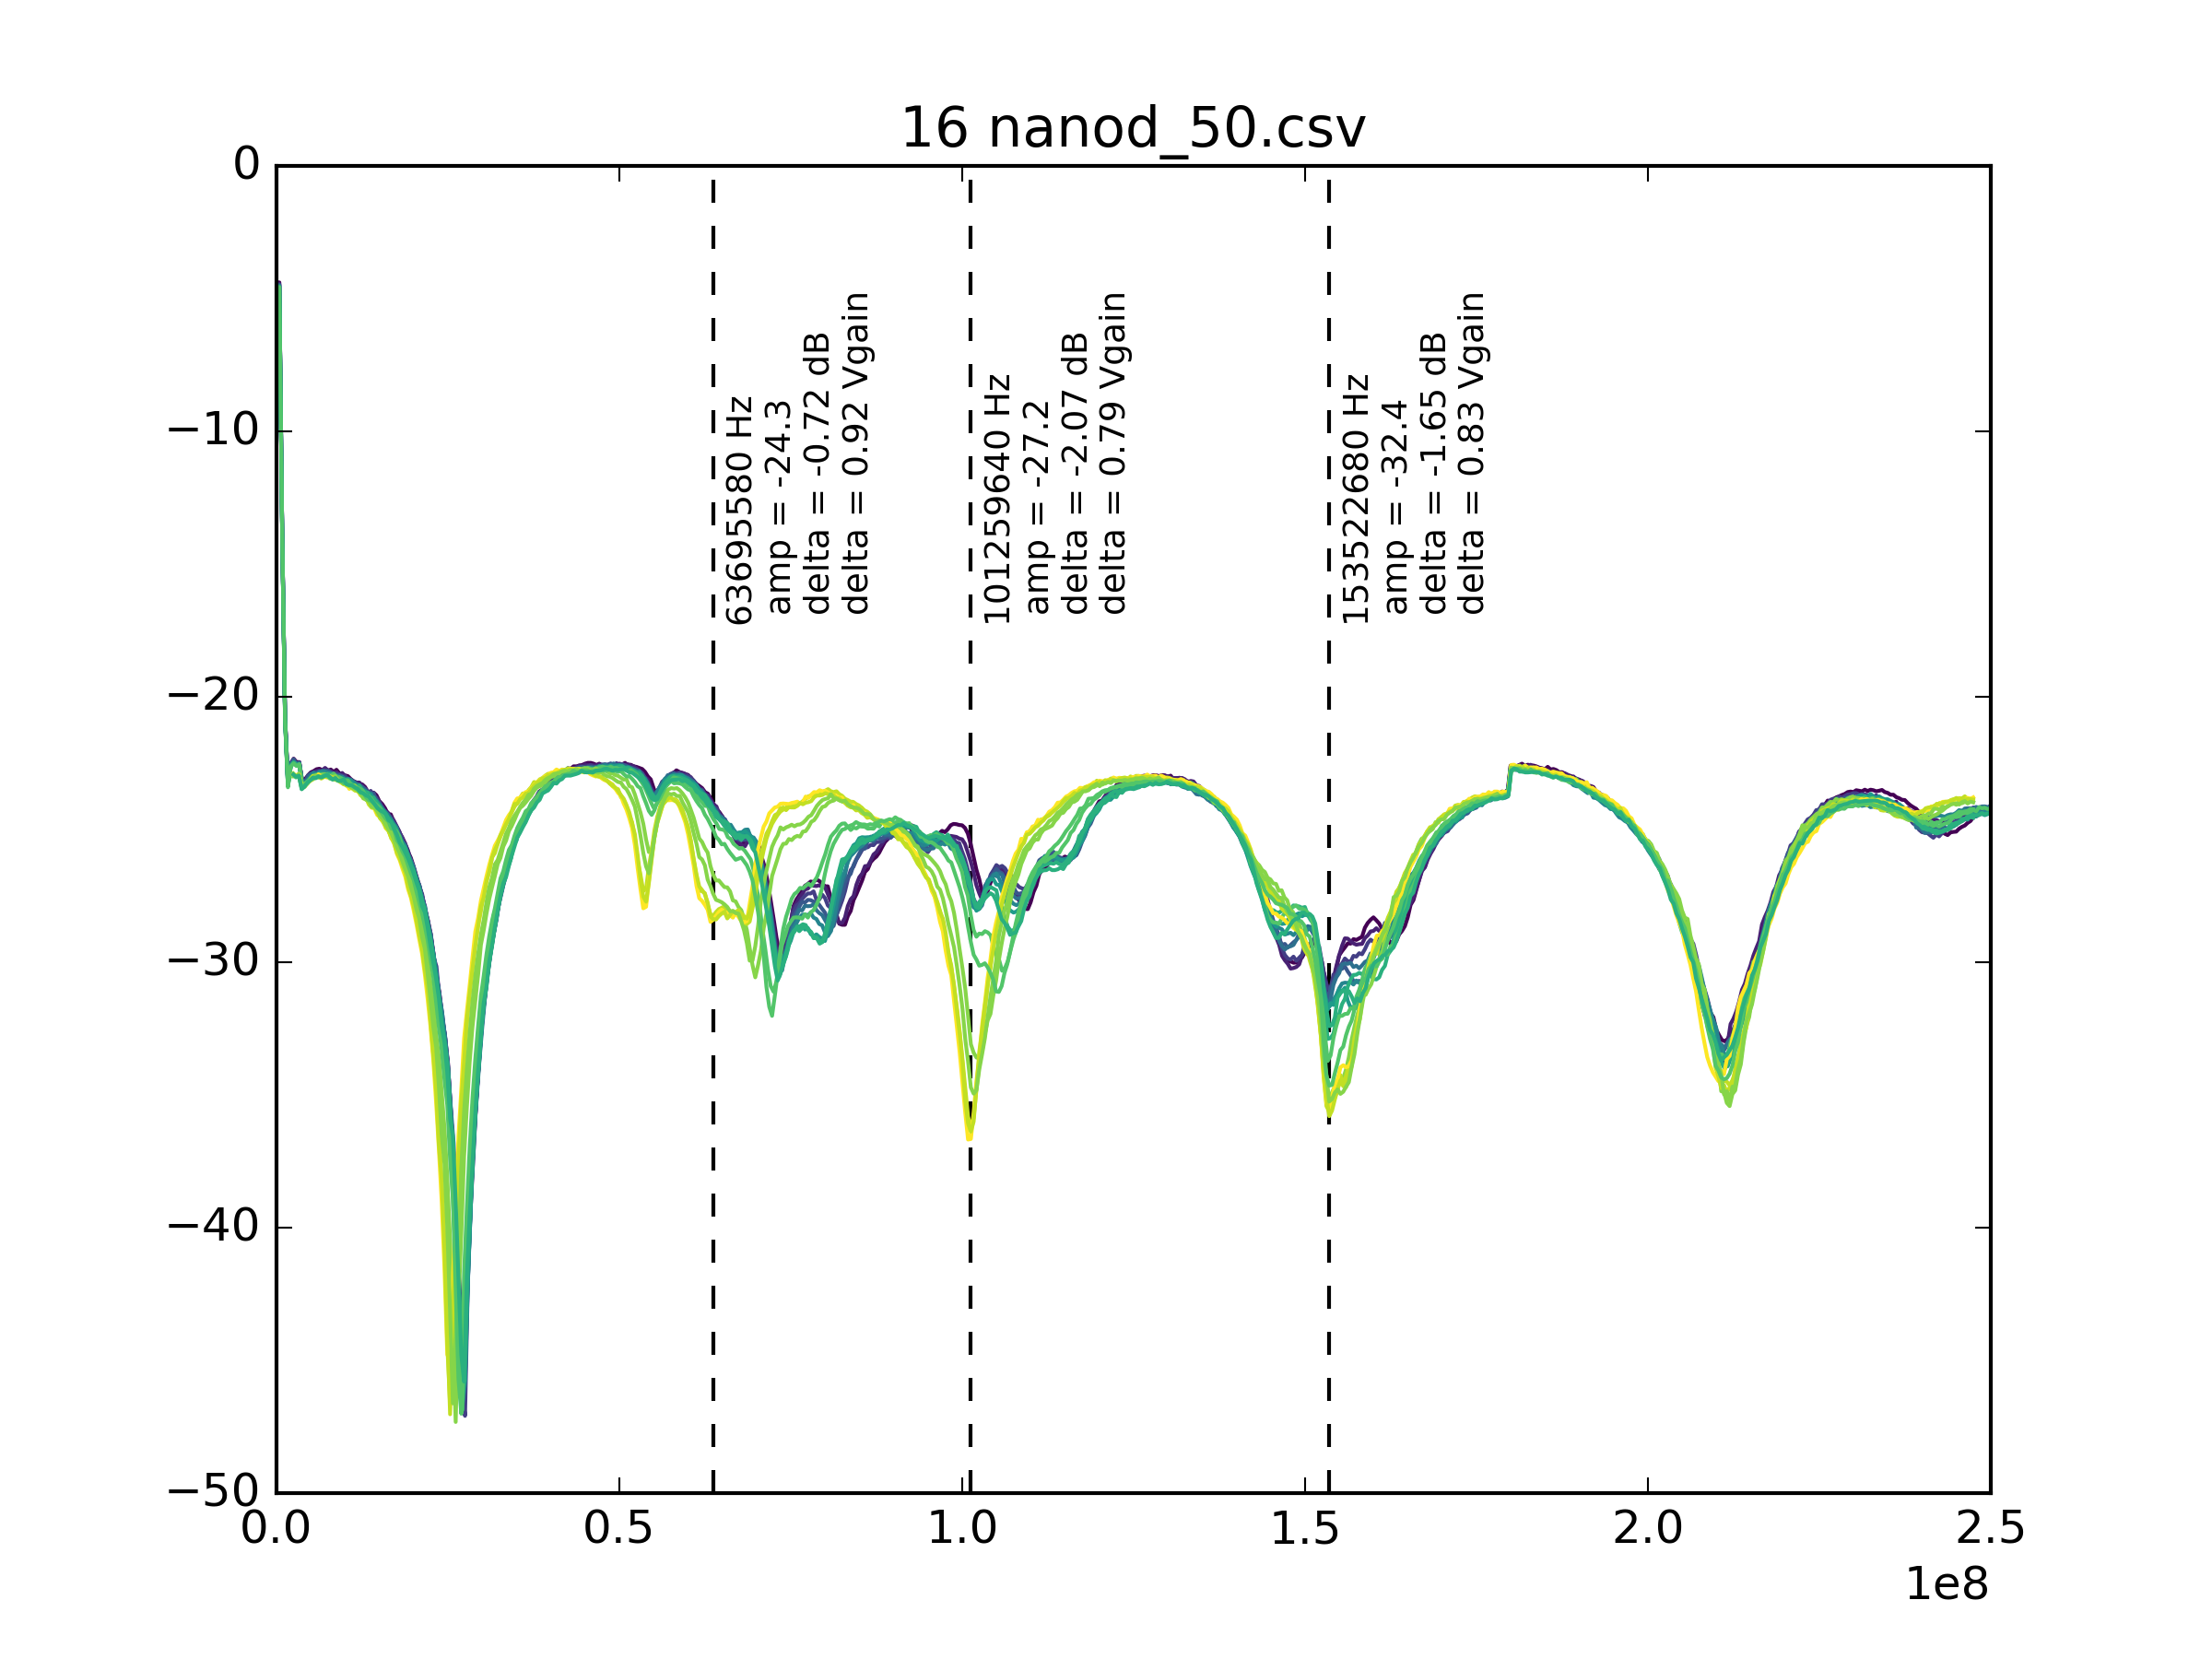 16 nanod_50.csv
0
−10
−20
−30
−40
−50
63695580 Hz
amp = -24.3
delta = -0.72 dB
delta = 0.92 Vgain
101259640 Hz
amp = -27.2
delta = -2.07 dB
delta = 0.79 Vgain
153522680 Hz
amp = -32.4
delta = -1.65 dB
delta = 0.83 Vgain
0.0 0.5 1.0 1.5 2.0 2.5
1e8